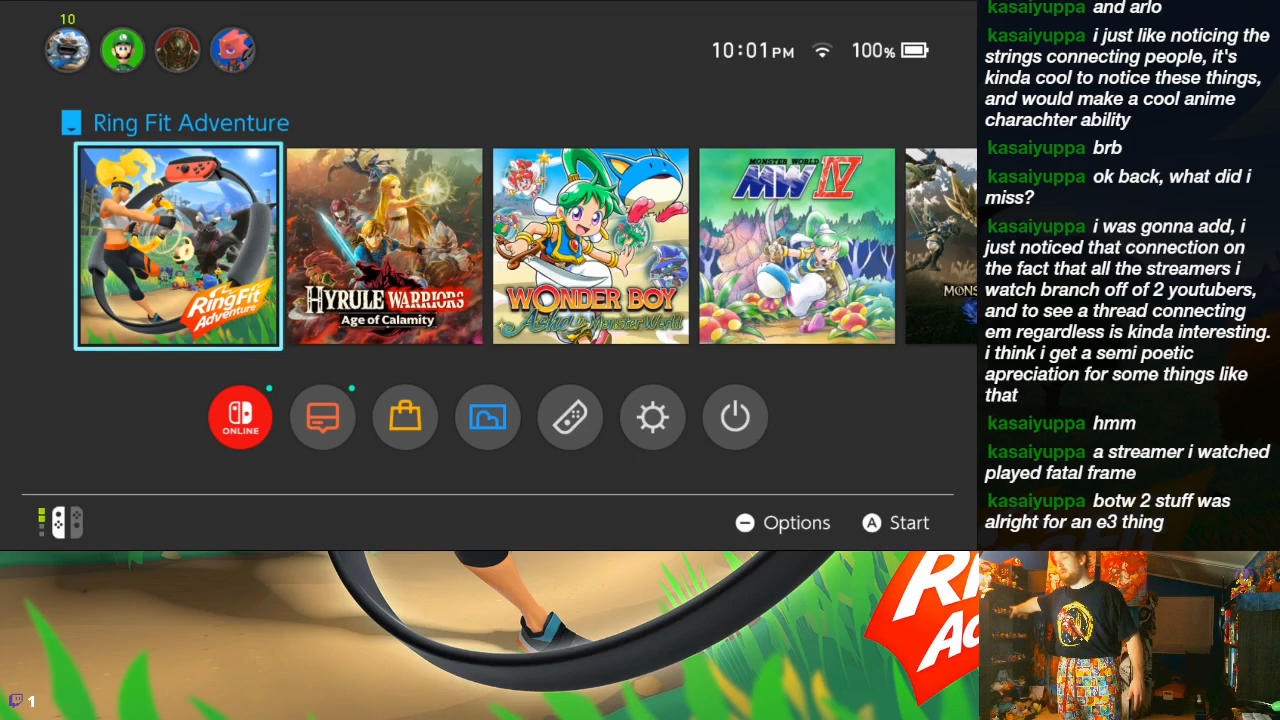 10
10:01 PM
100%
Ring Fit Adventure
RingFit
Adventure
HYRULE WARRIORS
Age of Calamity
WONDER BOY
Asha in Monster World
MONSTER WORLD
MW IV
MONS
ONLINE
Options
A Start
1
kasaiyuppa and arlo
kasaiyuppa i just like noticing the
strings connecting people, it's
kinda cool to notice these things,
and would make a cool anime
charachter ability
kasaiyuppa brb
kasaiyuppa ok back, what did i
miss?
kasaiyuppa i was gonna add, i
just noticed that connection on
the fact that all the streamers i
watch branch off of 2 youtubers,
and to see a thread connecting
em regardless is kinda interesting.
i think i get a semi poetic
apreciation for some things like
that
kasaiyuppa hmm
kasaiyuppa a streamer i watched
played fatal frame
kasaiyuppa botw 2 stuff was
alright for an e3 thing